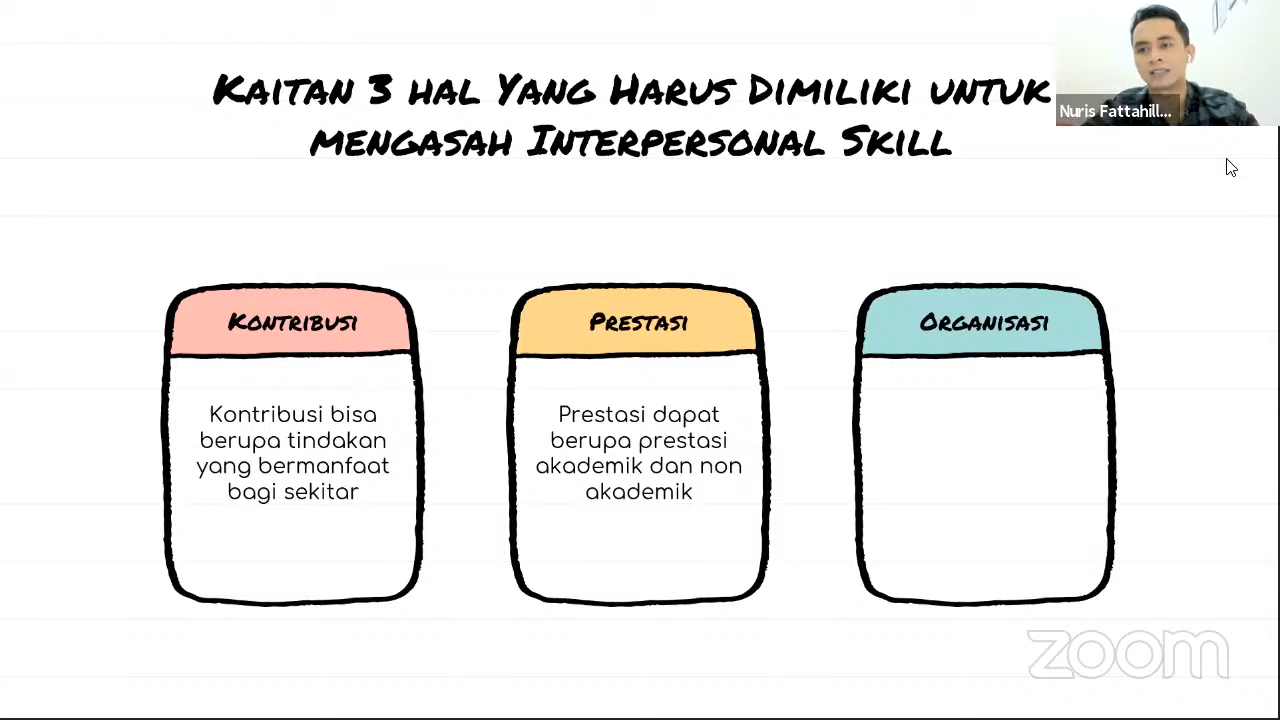 Kaitan 3 hal Yang Harus Dimiliki untuk
mengasah Interpersonal Skill
Nuris Fattahill...
Kontribusi
Kontribusi bisa
berupa tindakan
yang bermanfaat
bagi sekitar
Prestasi
Prestasi dapat
berupa prestasi
akademik dan non
akademik
Organisasi
zoom